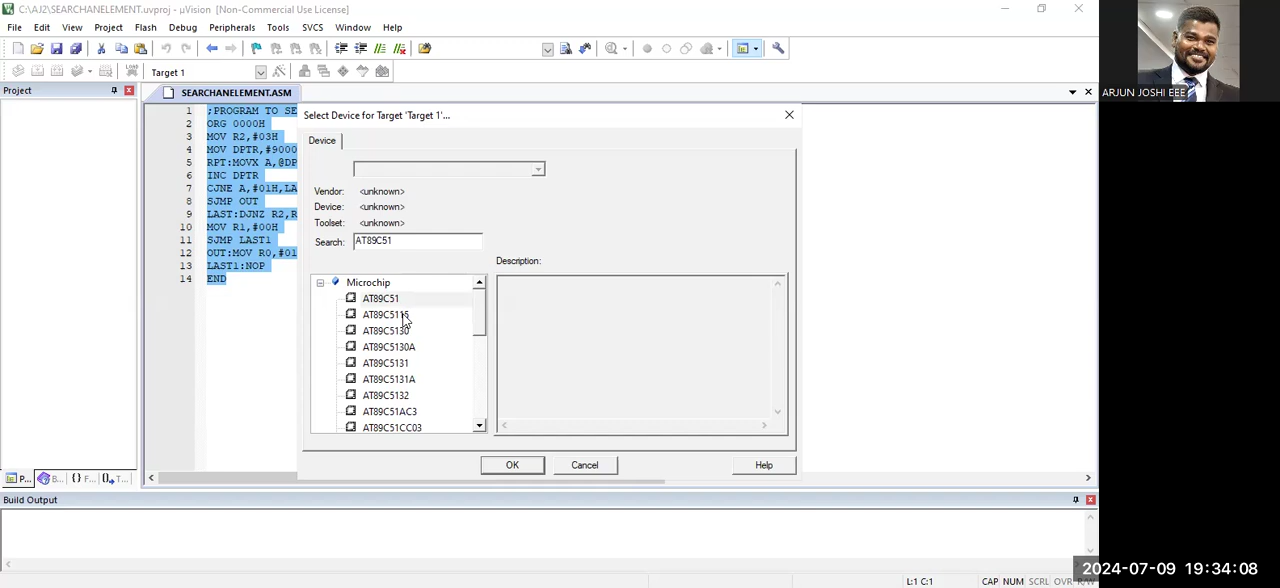 C:\AJ2\SEARCHANELEMENT.uvproj - µVision [Non-Commercial Use License]
File Edit View Project Flash Debug Peripherals Tools SVCS Window Help
LOAD
Target 1
Project
SEARCHANELEMENT.ASM
1 ;PROGRAM TO SE
2 ORG 0000H
3 MOV R2,#03H
4 MOV DPTR,#9000
5 RPT:MOVX A,@DP
6 INC DPTR
7 CJNE A,#01H,LA
8 SJMP OUT
9 LAST:DJNZ R2,R
10 MOV R1,#00H
11 SJMP LAST1
12 OUT:MOV R0,#01
13 LAST1:NOP
14 END
Select Device for Target 'Target 1'...
Device
Vendor: <unknown>
Device: <unknown>
Toolset: <unknown>
Search: AT89C51
Description:
Microchip
AT89C51
AT89C5115
AT89C5130
AT89C5130A
AT89C5131
AT89C5131A
AT89C5132
AT89C51AC3
AT89C51CC03
OK Cancel Help
P... B... {} F... T...
Build Output
L:1 C:1 CAP NUM SCRL OVR R/W
ARJUN JOSHI EEE
2024-07-09 19:34:08